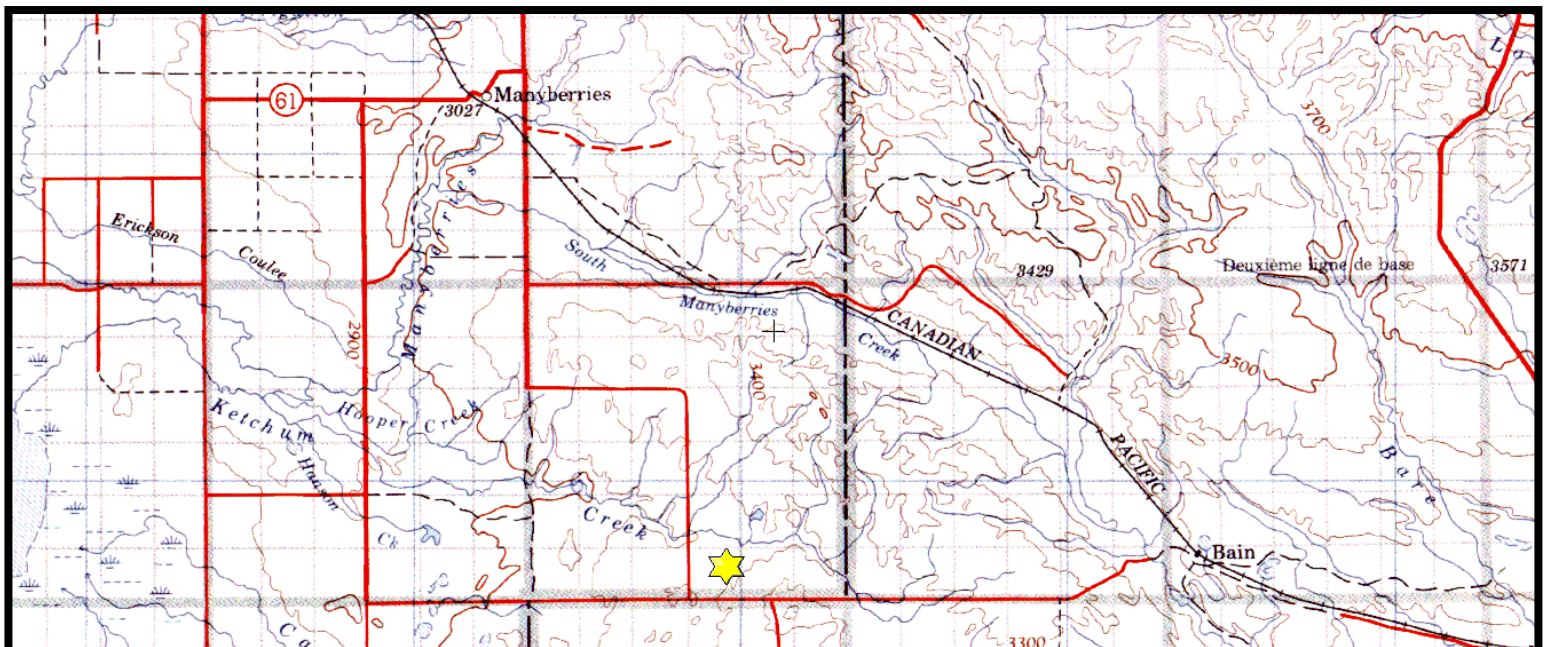 61
Manyberries
3027
3700
Manyberries
Erickson
Coulee
South
Deuxième ligne de base
3429
3571
Manyberries
CANADIAN
Creek
2900
3400
3500
Ketchum
Hooper Creek
PACIFIC
Bare
Hanson
Creek
Ck
Bain
3300